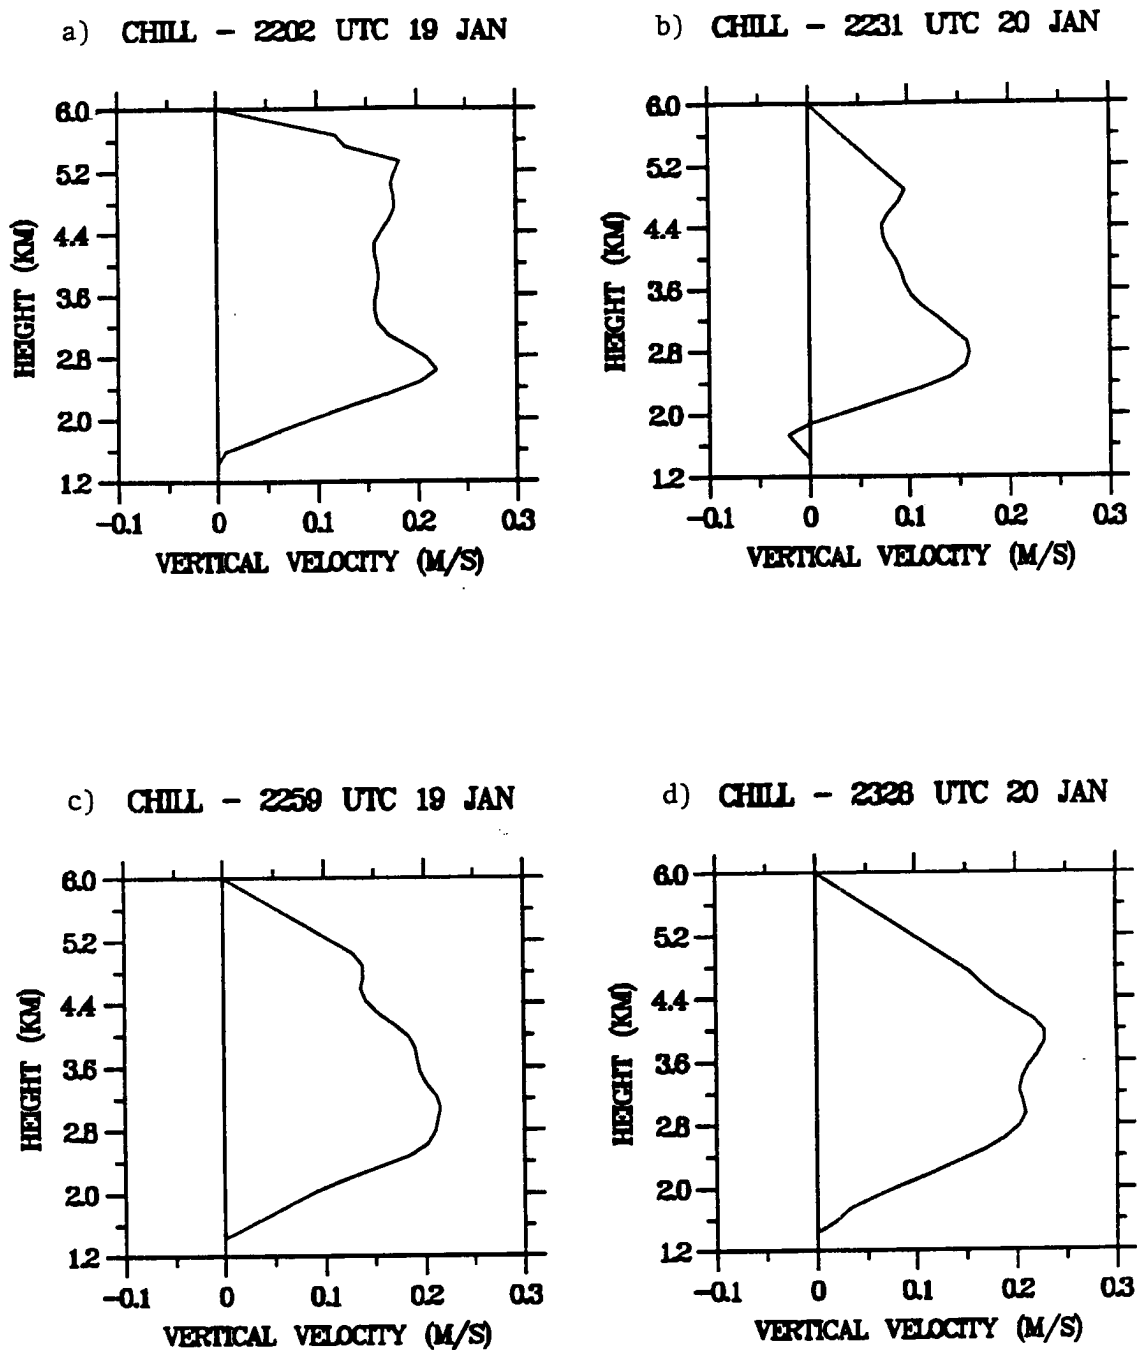 a) CHILL - 2202 UTC 19 JAN
6.0
5.2
4.4
3.6
2.8
2.0
1.2
HEIGHT (KM)
-0.1 0 0.1 0.2 0.3
VERTICAL VELOCITY (M/S)
b) CHILL - 2231 UTC 20 JAN
6.0
5.2
4.4
3.6
2.8
2.0
1.2
HEIGHT (KM)
-0.1 0 0.1 0.2 0.3
VERTICAL VELOCITY (M/S)
c) CHILL - 2259 UTC 19 JAN
6.0
5.2
4.4
3.6
2.8
2.0
1.2
HEIGHT (KM)
-0.1 0 0.1 0.2 0.3
VERTICAL VELOCITY (M/S)
d) CHILL - 2328 UTC 20 JAN
6.0
5.2
4.4
3.6
2.8
2.0
1.2
HEIGHT (KM)
-0.1 0 0.1 0.2 0.3
VERTICAL VELOCITY (M/S)